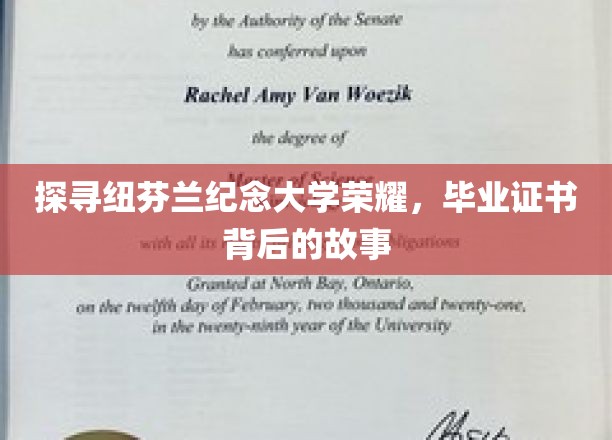 by the Authority of the Senate
has conferred upon
Rachel Amy Van Woezik
the degree of
Master of Science
探寻纽芬兰纪念大学荣耀，毕业证书
with all its obligations
背后的故事
Granted at North Bay, Ontario,
on the twelfth day of February, two thousand and twenty-one,
in the twenty-ninth year of the University